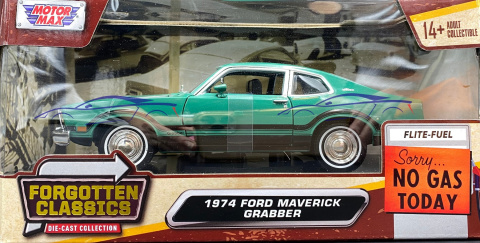 MOTOR
MAX
14+ ADULT
COLLECTIBLE
FLITE-FUEL
Sorry...
NO GAS
TODAY
FORGOTTEN
CLASSICS
DIE-CAST COLLECTION
1974 FORD MAVERICK
GRABBER